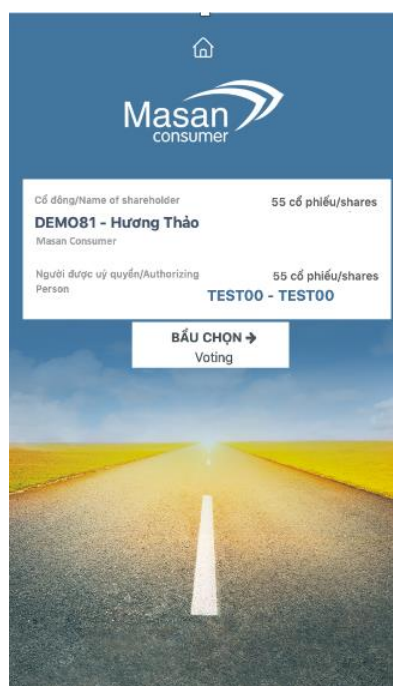 Masan
consumer
Cổ đông/Name of shareholder
55 cổ phiếu/shares
DEMO81 - Hương Thảo
Masan Consumer
Người được uỷ quyền/Authorizing
Person
55 cổ phiếu/shares
TEST00 - TEST00
BẦU CHỌN →
Voting